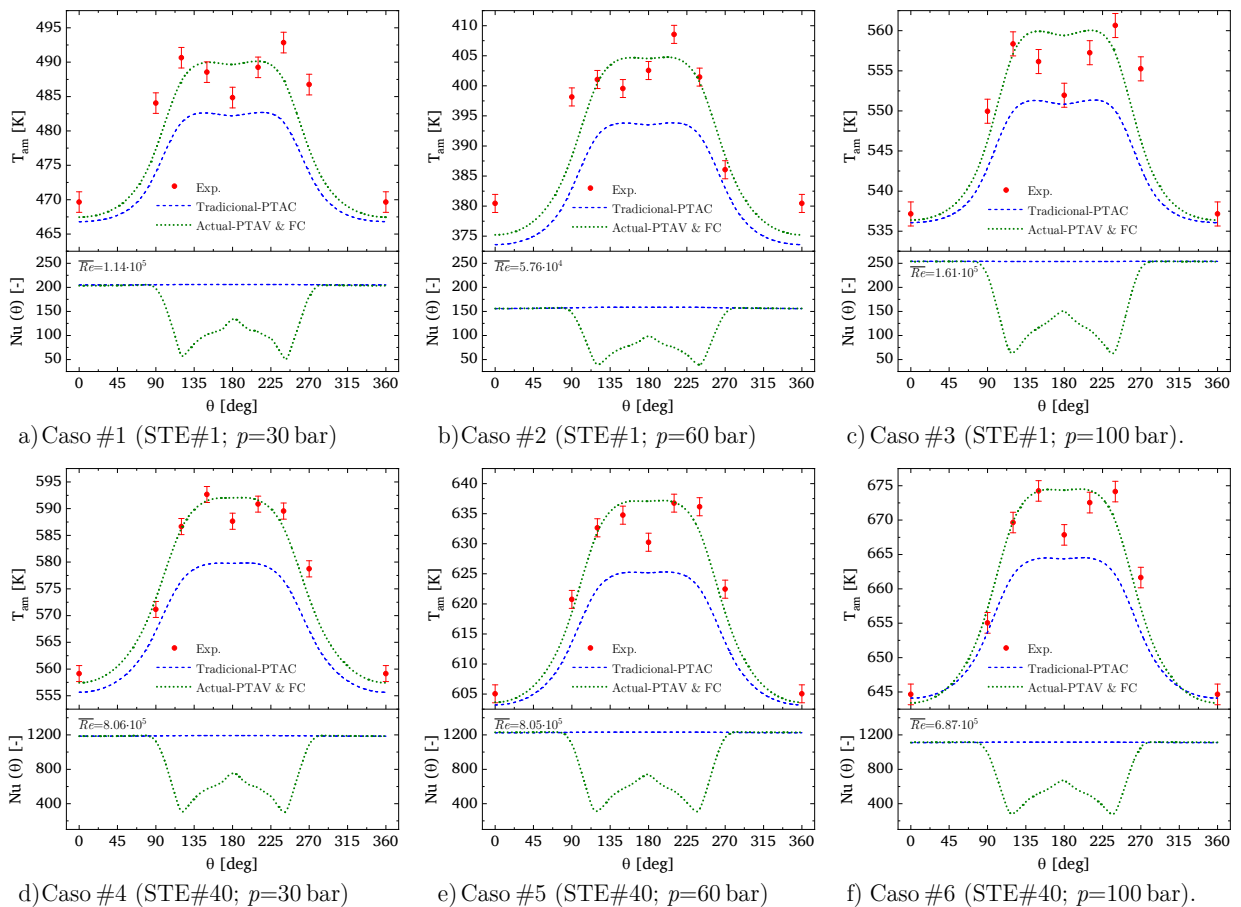 495
490
485
480
475
470
465
T_am [K]
Exp.
Tradicional-PTAC
Actual-PTAV & FC
250
200
150
100
50
Nu (θ) [-]
Re=1.14·10^5
0 45 90 135 180 225 270 315 360
θ [deg]
a) Caso #1 (STE#1; p=30 bar)
410
405
400
395
390
385
380
375
T_am [K]
Exp.
Tradicional-PTAC
Actual-PTAV & FC
250
200
150
100
50
Nu (θ) [-]
Re=5.76·10^4
0 45 90 135 180 225 270 315 360
θ [deg]
b) Caso #2 (STE#1; p=60 bar)
560
555
550
545
540
535
T_am [K]
Exp.
Tradicional-PTAC
Actual-PTAV & FC
250
200
150
100
50
Nu (θ) [-]
Re=1.61·10^5
0 45 90 135 180 225 270 315 360
θ [deg]
c) Caso #3 (STE#1; p=100 bar).
595
590
585
580
575
570
565
560
555
T_am [K]
Exp.
Tradicional-PTAC
Actual-PTAV & FC
1200
800
400
Nu (θ) [-]
Re=8.06·10^5
0 45 90 135 180 225 270 315 360
θ [deg]
d) Caso #4 (STE#40; p=30 bar)
640
635
630
625
620
615
610
605
T_am [K]
Exp.
Tradicional-PTAC
Actual-PTAV & FC
1200
800
400
Nu (θ) [-]
Re=8.05·10^5
0 45 90 135 180 225 270 315 360
θ [deg]
e) Caso #5 (STE#40; p=60 bar)
675
670
665
660
655
650
645
T_am [K]
Exp.
Tradicional-PTAC
Actual-PTAV & FC
1200
800
400
Nu (θ) [-]
Re=6.87·10^5
0 45 90 135 180 225 270 315 360
θ [deg]
f) Caso #6 (STE#40; p=100 bar).